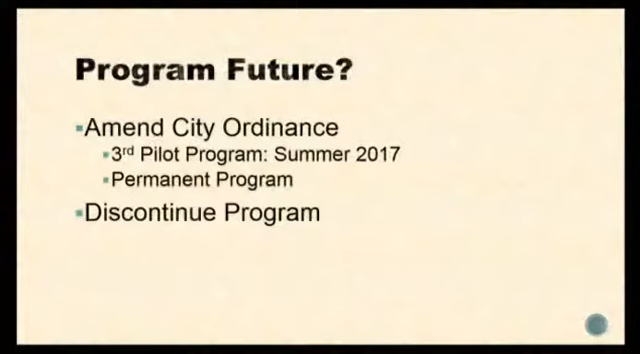 Program Future?
▪Amend City Ordinance
▪3rd Pilot Program: Summer 2017
▪Permanent Program
▪Discontinue Program